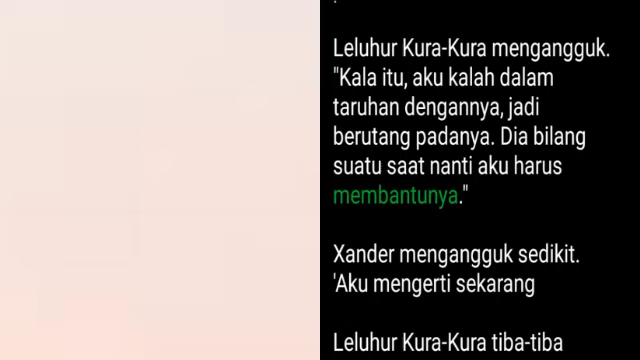 Leluhur Kura-Kura mengangguk.
"Kala itu, aku kalah dalam
taruhan dengannya, jadi
berutang padanya. Dia bilang
suatu saat nanti aku harus
membantunya."
Xander mengangguk sedikit.
'Aku mengerti sekarang
Leluhur Kura-Kura tiba-tiba